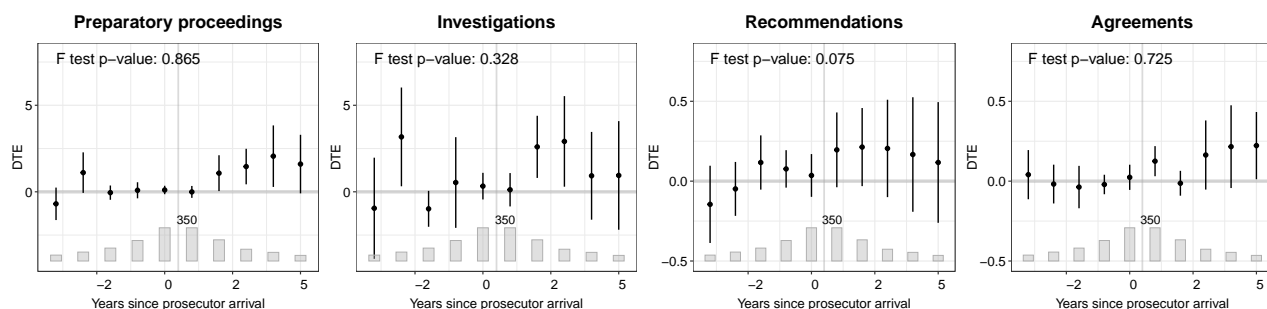 Preparatory proceedings
F test p−value: 0.865
5
0
DTE
350
−2
0
2
5
Years since prosecutor arrival
Investigations
F test p−value: 0.328
5
0
DTE
350
−2
0
2
5
Years since prosecutor arrival
Recommendations
F test p−value: 0.075
0.5
0.0
−0.5
DTE
350
−2
0
2
5
Years since prosecutor arrival
Agreements
F test p−value: 0.725
0.5
0.0
−0.5
DTE
350
−2
0
2
5
Years since prosecutor arrival